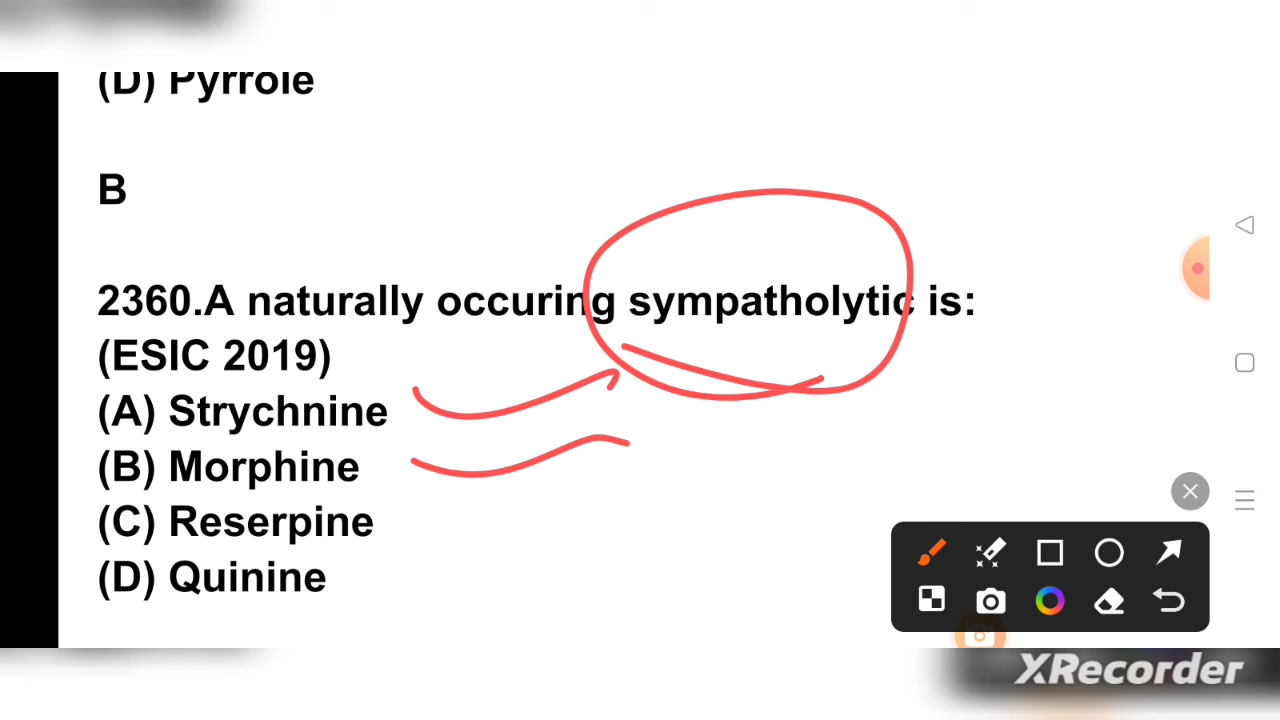 (D) Pyrrole
B
2360.A naturally occuring sympatholytic is:
(ESIC 2019)
(A) Strychnine
(B) Morphine
(C) Reserpine
(D) Quinine
XRecorder